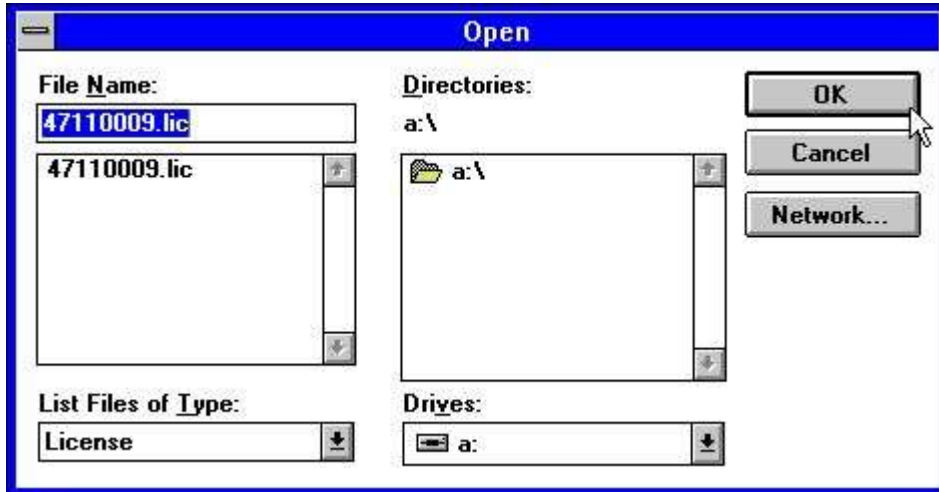 Open
File Name:
47110009.lic
47110009.lic
List Files of Type:
License
Directories:
a:\
a:\
Drives:
a:
OK
Cancel
Network...